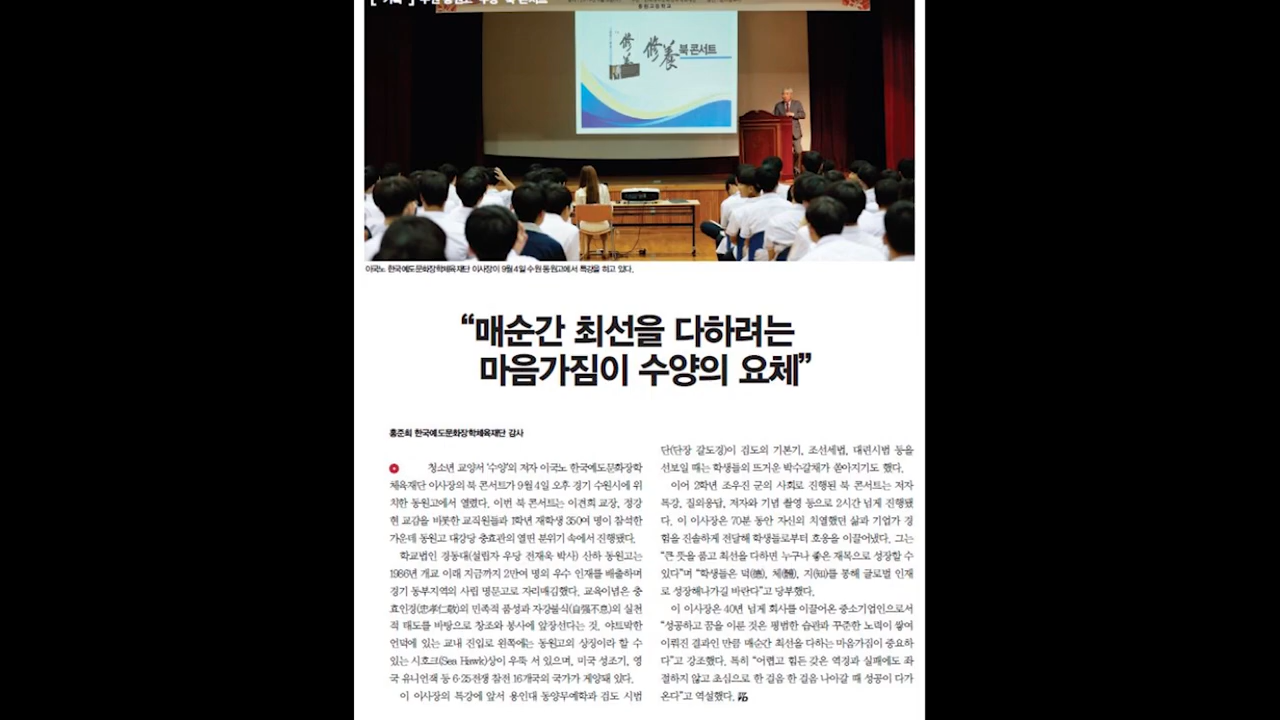 修養
修養 북콘서트
동원고등학교
이국노 한국예도문화장학체육재단 이사장이 9월 4일 수원 동원고에서 특강을 하고 있다.
“매순간 최선을 다하려는
마음가짐이 수양의 요체”
홍준희 한국예도문화장학체육재단 감사
청소년 교양서 ‘수양’의 저자 이국노 한국예도문화장학
체육재단 이사장의 북 콘서트가 9월 4일 오후 경기 수원시에 위
치한 동원고에서 열렸다. 이번 북 콘서트는 이건희 교장, 정강
현 교감을 비롯한 교직원들과 1학년 재학생 350여 명이 참석한
가운데 동원고 대강당 충효관의 열띤 분위기 속에서 진행됐다.
학교법인 경동대(설립자 우당 전재욱 박사) 산하 동원고는
1986년 개교 이래 지금까지 2만여 명의 우수 인재를 배출하며
경기 동부지역의 사립 명문고로 자리매김했다. 교육이념은 충
효인경(忠孝仁敬)의 민족적 품성과 자강불식(自强不息)의 실천
적 태도를 바탕으로 창조와 봉사에 앞장선다는 것. 야트막한
언덕에 있는 교내 진입로 왼쪽에는 동원고의 상징이라 할 수
있는 시호크(Sea Hawk)상이 우뚝 서 있으며, 미국 성조기, 영
국 유니언잭 등 6·25전쟁 참전 16개국의 국가가 게양돼 있다.
이 이사장의 특강에 앞서 용인대 동양무예학과 검도 시범
단(단장 갈도경)이 검도의 기본기, 조선세법, 대련시범 등을
선보일 때는 학생들의 뜨거운 박수갈채가 쏟아지기도 했다.
이어 2학년 조우진 군의 사회로 진행된 북 콘서트는 저자
특강, 질의응답, 저자와 기념 촬영 등으로 2시간 넘게 진행됐
다. 이 이사장은 70분 동안 자신의 치열했던 삶과 기업가 경
험을 진솔하게 전달해 학생들로부터 호응을 이끌어냈다. 그는
“큰 뜻을 품고 최선을 다하면 누구나 좋은 재목으로 성장할 수
있다”며 “학생들은 덕(德), 체(體), 지(知)를 통해 글로벌 인재
로 성장해나가길 바란다”고 당부했다.
이 이사장은 40년 넘게 회사를 이끌어온 중소기업인으로서
“성공하고 꿈을 이룬 것은 평범한 습관과 꾸준한 노력이 쌓여
이뤄진 결과인 만큼 매순간 최선을 다하는 마음가짐이 중요하
다”고 강조했다. 특히 “어렵고 힘든 갖은 역경과 실패에도 좌
절하지 않고 초심으로 한 걸음 한 걸음 나아갈 때 성공이 다가
온다”고 역설했다.